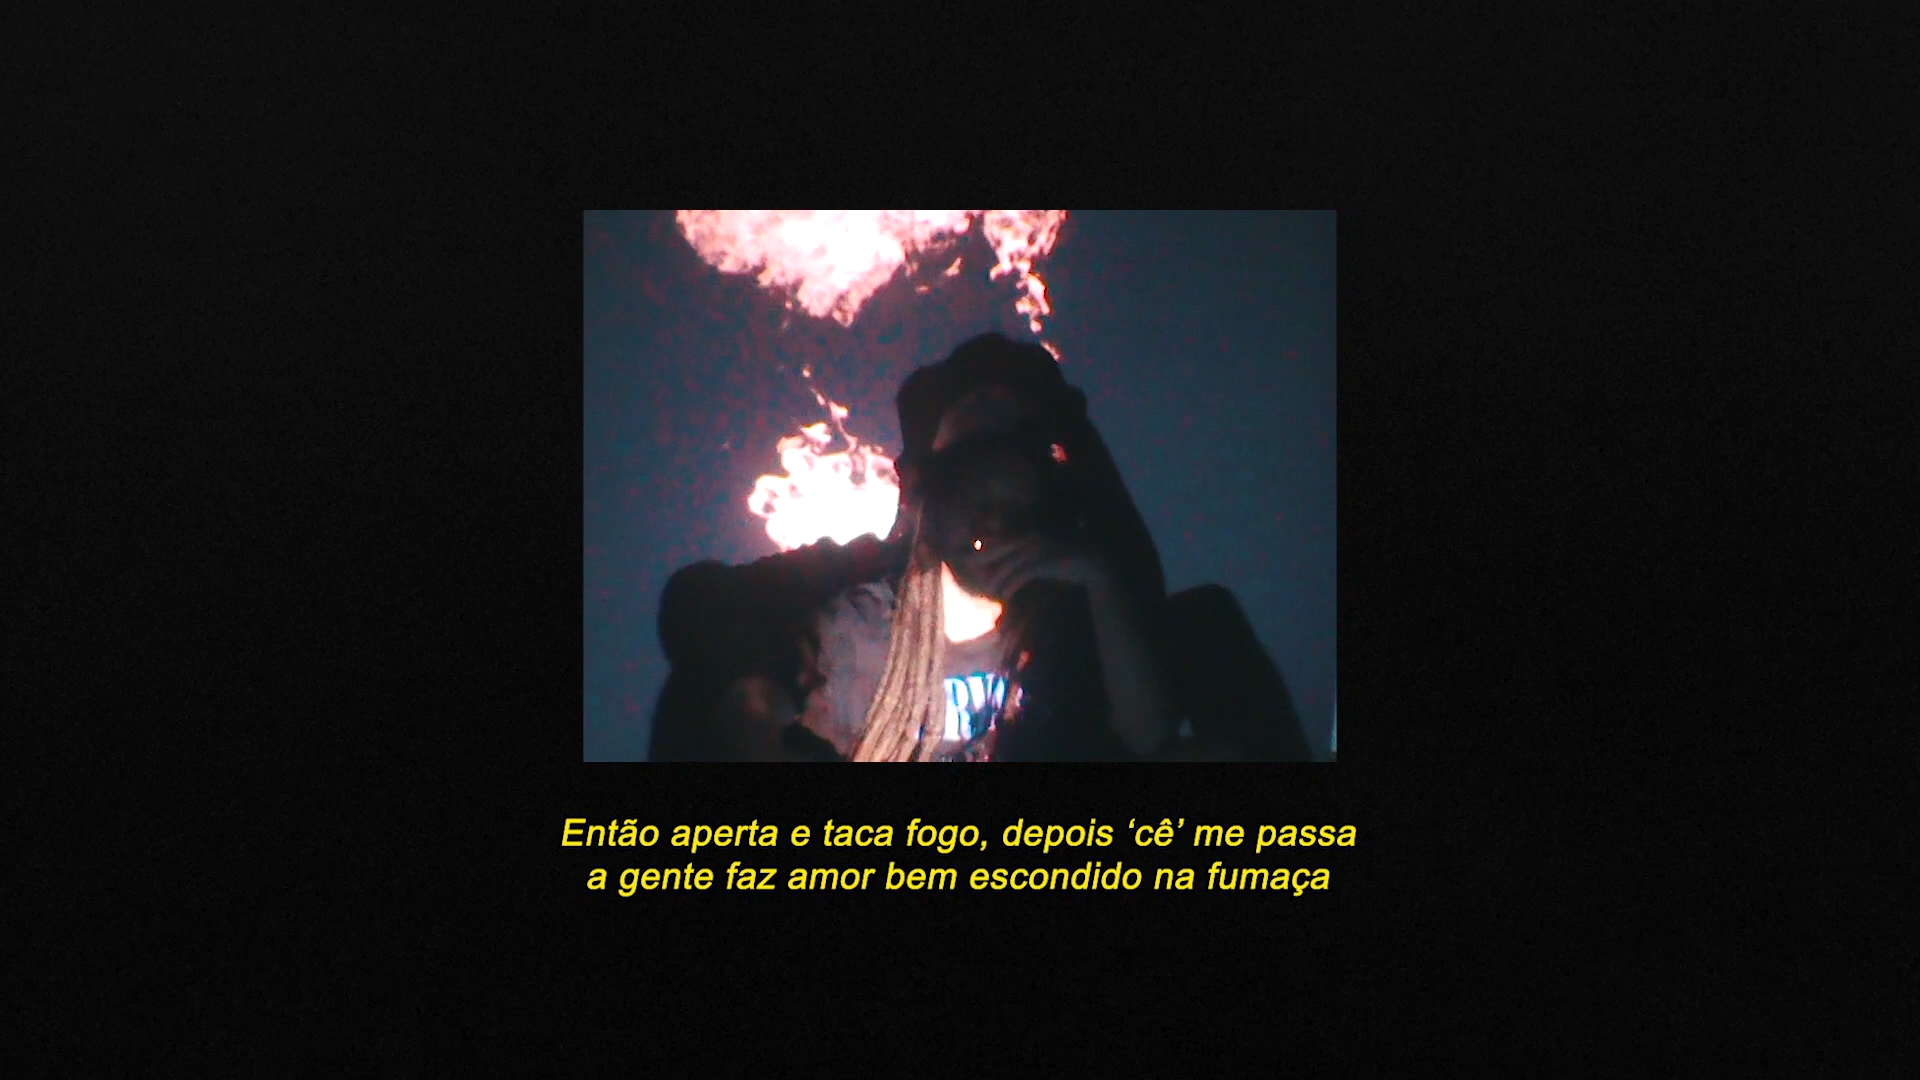 Então aperta e taca fogo, depois ‘cê’ me passa
a gente faz amor bem escondido na fumaça